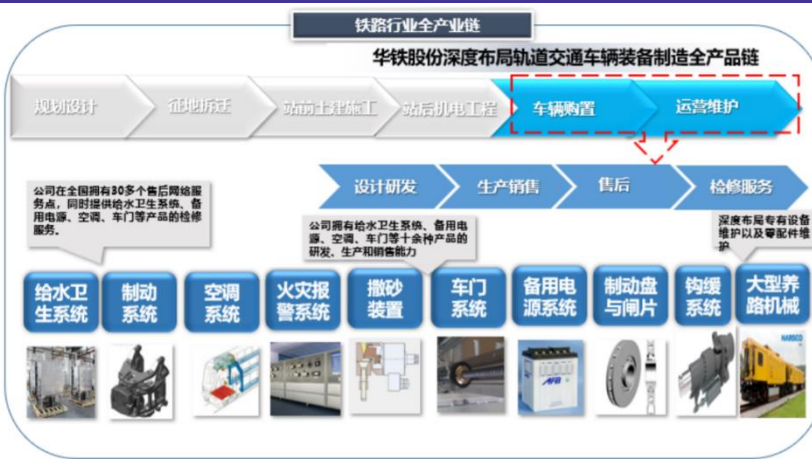 铁路行业全产业链
华铁股份深度布局轨道交通车辆装备制造全产品链
规划设计
征地拆迁
站前土建施工
站后机电工程
车辆购置
运营维护
设计研发
生产销售
售后
检修服务
公司在全国拥有30多个售后网络服
务点，同时提供给水卫生系统、备
用电源、空调、车门等产品的检修
服务。
公司拥有给水卫生系统、备用电
源、空调、车门等十余种产品的
研发、生产和销售能力
深度布局专有设备
维护以及零配件维
护
给水卫
生系统
制动
系统
空调
系统
火灾报
警系统
撒砂
装置
车门
系统
备用电
源系统
制动盘
与闸片
钩缓
系统
大型养
路机械
AFB
HARSCO